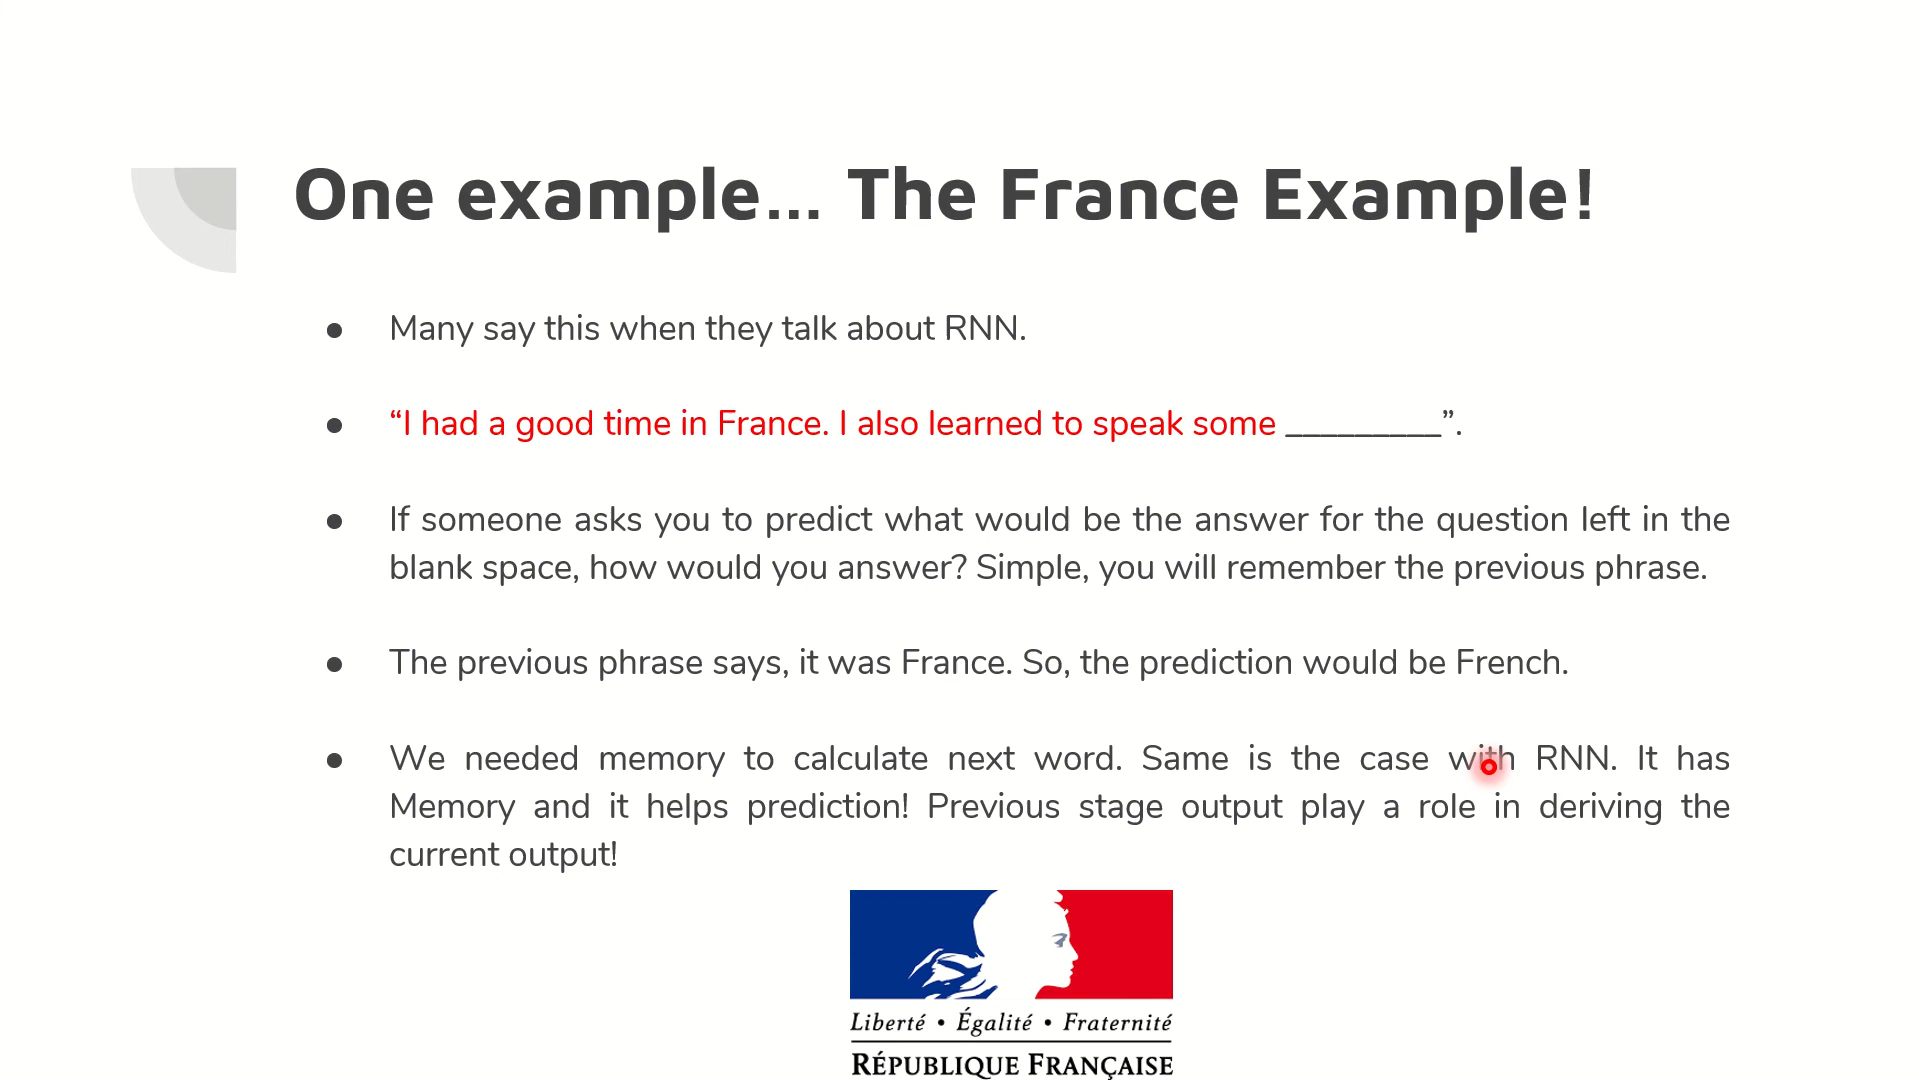 One example... The France Example!
● Many say this when they talk about RNN.
● “I had a good time in France. I also learned to speak some _________”.
● If someone asks you to predict what would be the answer for the question left in the
blank space, how would you answer? Simple, you will remember the previous phrase.
● The previous phrase says, it was France. So, the prediction would be French.
● We needed memory to calculate next word. Same is the case with RNN. It has
Memory and it helps prediction! Previous stage output play a role in deriving the
current output!
Liberté • Égalité • Fraternité
RÉPUBLIQUE FRANÇAISE